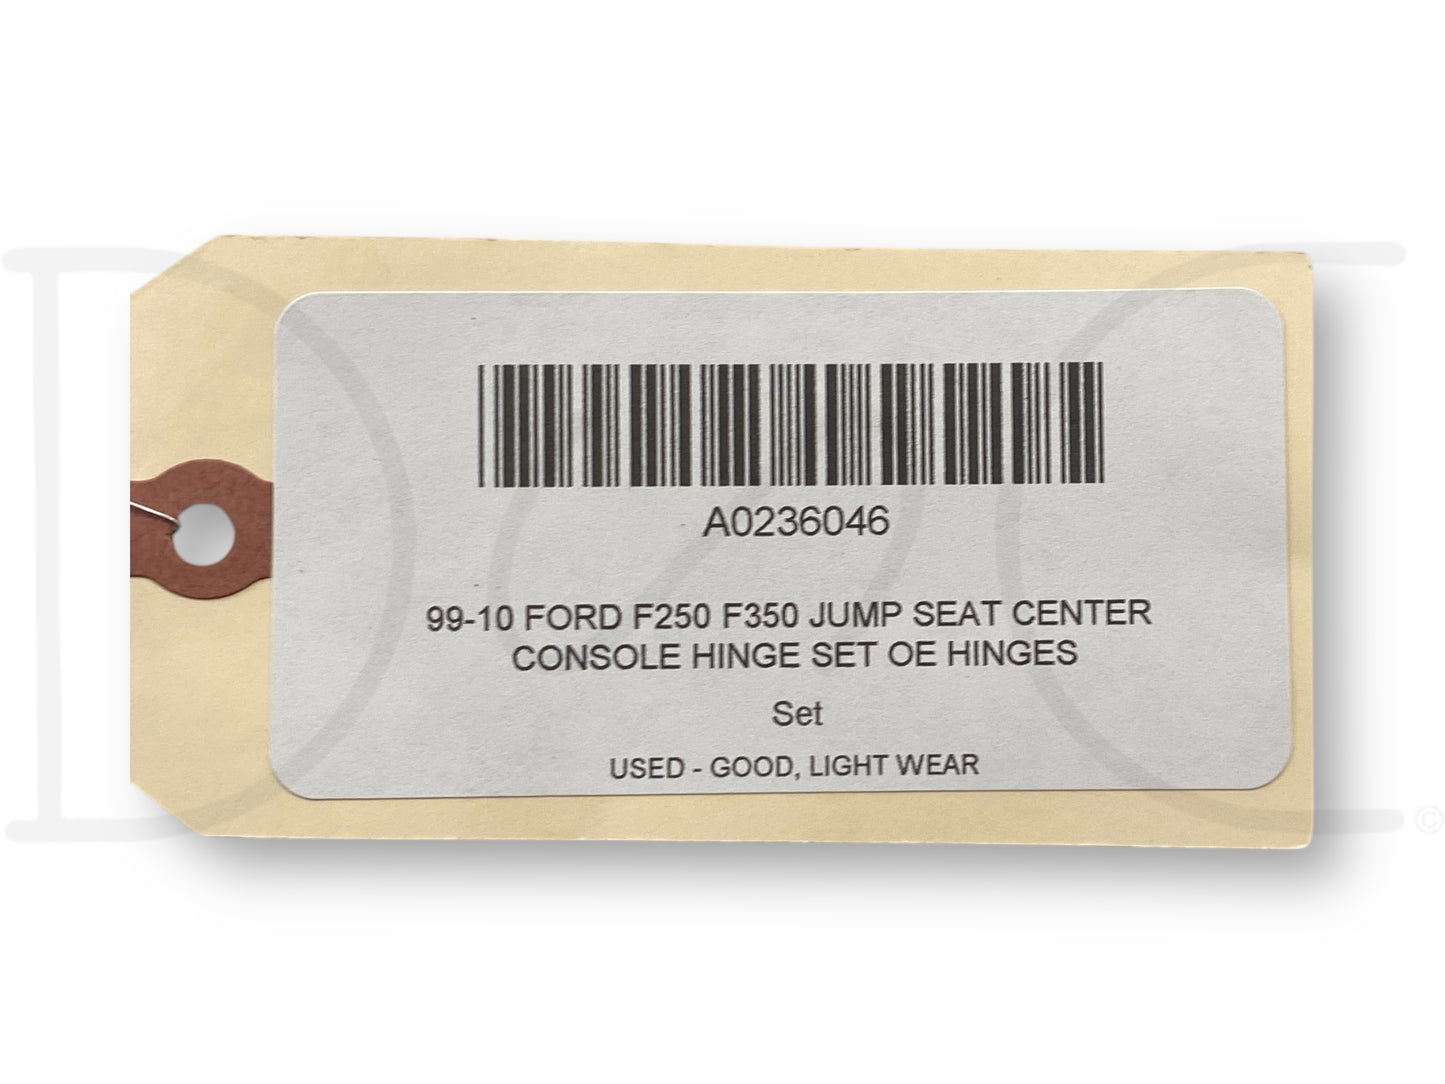 A0236046
99-10 FORD F250 F350 JUMP SEAT CENTER
CONSOLE HINGE SET OE HINGES
Set
USED - GOOD, LIGHT WEAR
©